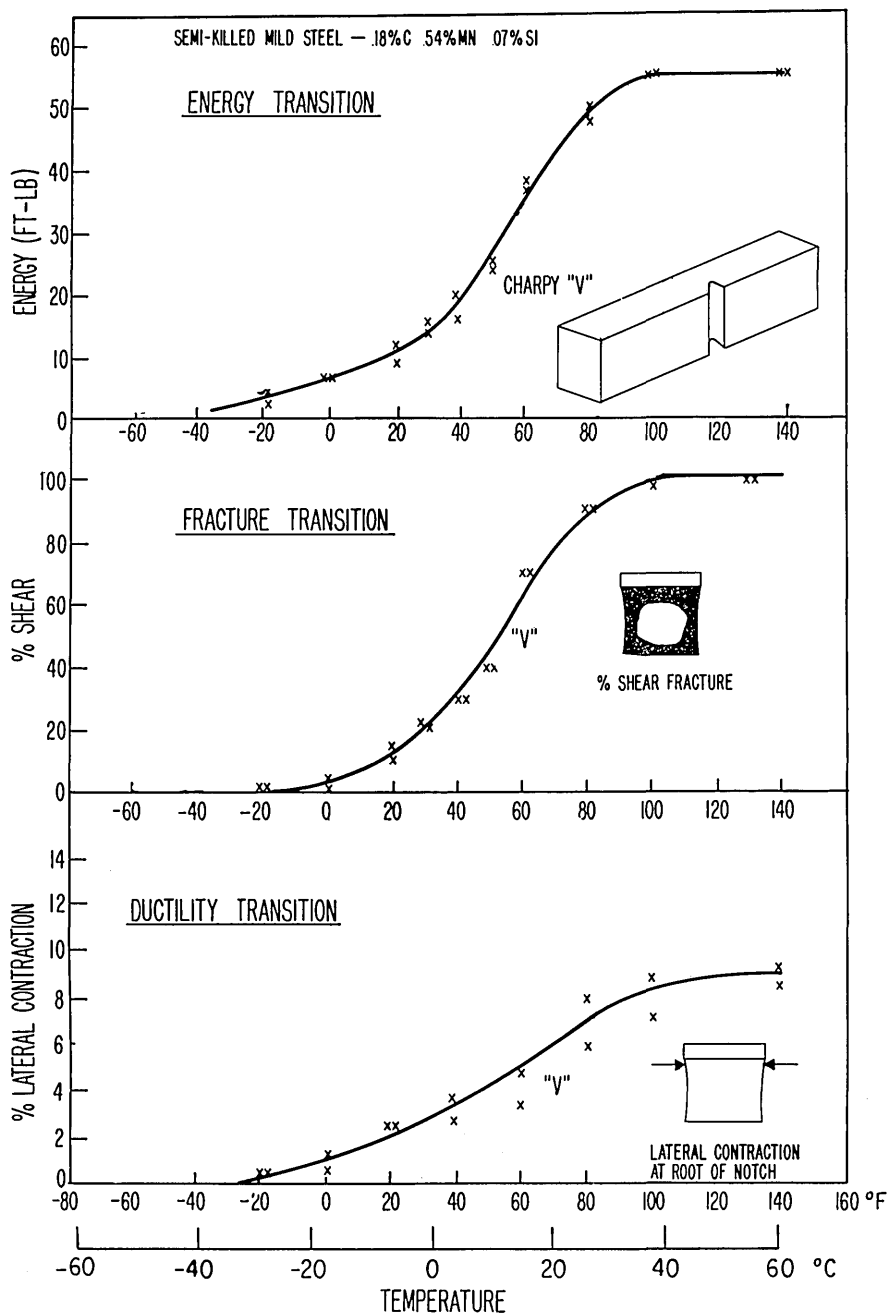 SEMI-KILLED MILD STEEL — .18%C .54%MN .07%SI
ENERGY TRANSITION
ENERGY (FT-LB)
60
50
40
30
20
10
0
CHARPY "V"
-60 -40 -20 0 20 40 60 80 100 120 140
FRACTURE TRANSITION
% SHEAR
100
80
60
40
20
0
"V"
% SHEAR FRACTURE
-60 -40 -20 0 20 40 60 80 100 120 140
DUCTILITY TRANSITION
% LATERAL CONTRACTION
14
12
10
8
6
4
2
0
"V"
LATERAL CONTRACTION
AT ROOT OF NOTCH
-80 -60 -40 -20 0 20 40 60 80 100 120 140 160 °F
-60 -40 -20 0 20 40 60 °C
TEMPERATURE